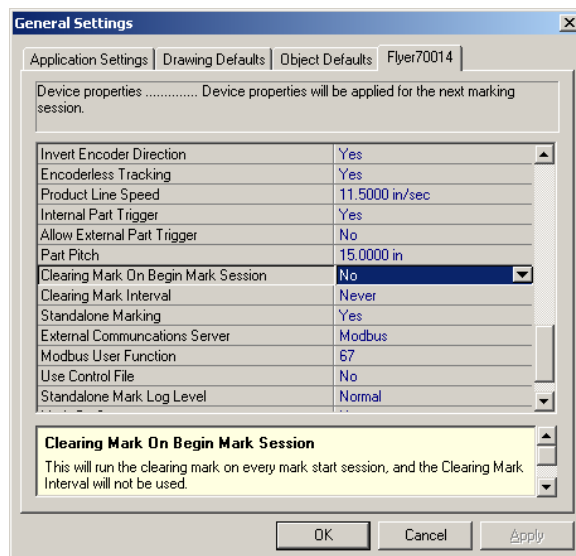 General Settings
Application Settings Drawing Defaults Object Defaults Flyer70014
Device properties .............. Device properties will be applied for the next marking
session.
Invert Encoder Direction Yes
Encoderless Tracking Yes
Product Line Speed 11.5000 in/sec
Internal Part Trigger Yes
Allow External Part Trigger No
Part Pitch 15.0000 in
Clearing Mark On Begin Mark Session No
Clearing Mark Interval Never
Standalone Marking Yes
External Communcations Server Modbus
Modbus User Function 67
Use Control File No
Standalone Mark Log Level Normal
Clearing Mark On Begin Mark Session
This will run the clearing mark on every mark start session, and the Clearing Mark
Interval will not be used.
OK Cancel Apply